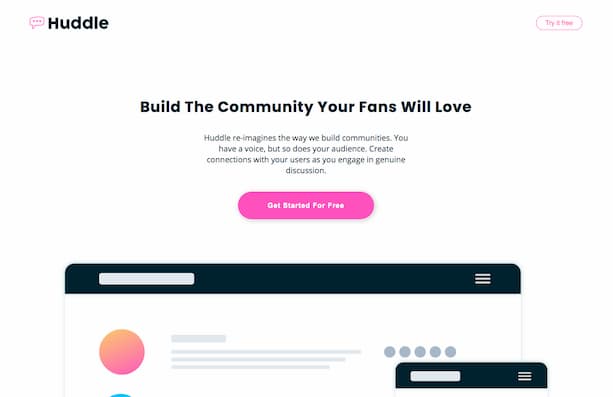 Huddle
Try it free
Build The Community Your Fans Will Love
Huddle re-imagines the way we build communities. You
have a voice, but so does your audience. Create
connections with your users as you engage in genuine
discussion.
Get Started For Free